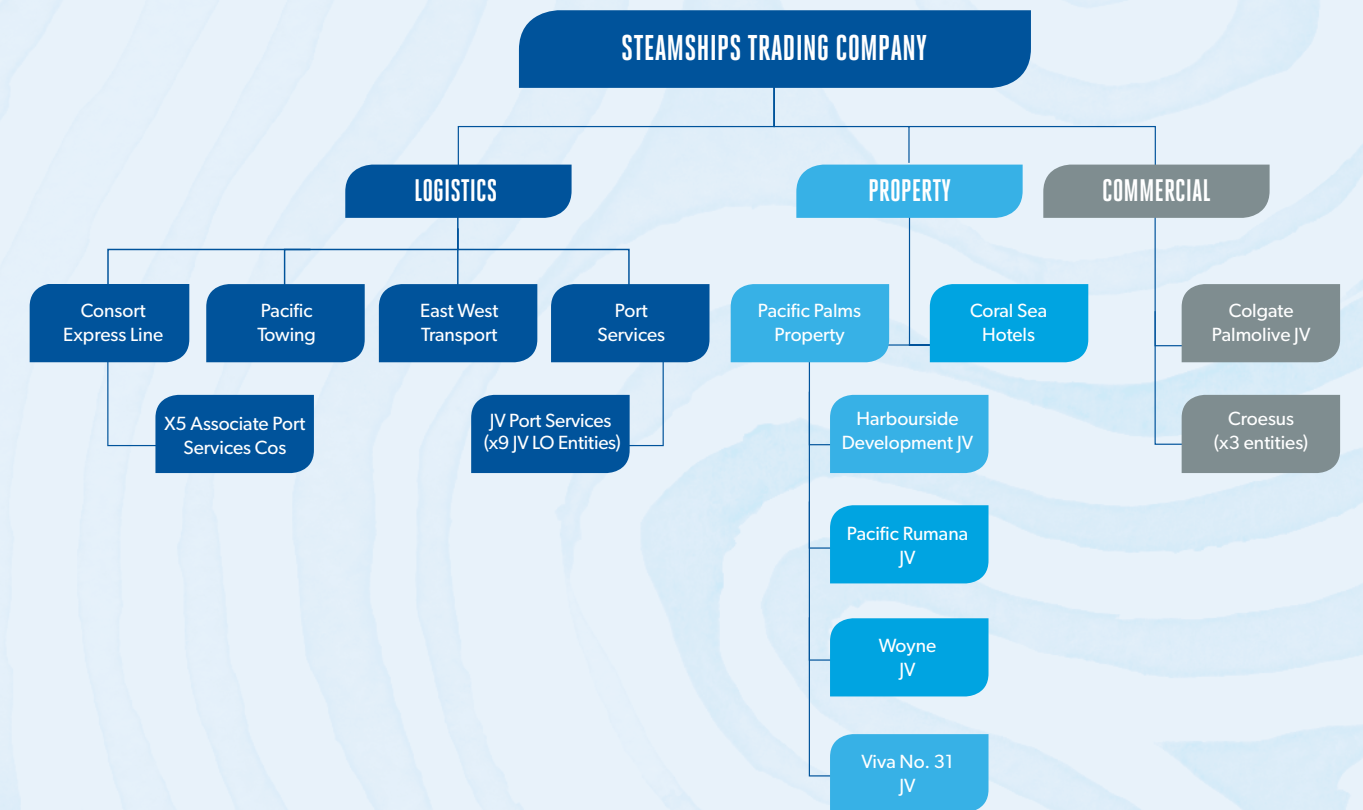 STEAMSHIPS TRADING COMPANY
LOGISTICS
PROPERTY
COMMERCIAL
Consort
Express Line
Pacific
Towing
East West
Transport
Port
Services
Pacific Palms
Property
Coral Sea
Hotels
Colgate
Palmolive JV
X5 Associate Port
Services Cos
JV Port Services
(x9 JV LO Entities)
Harbourside
Development JV
Croesus
(x3 entities)
Pacific Rumana
JV
Woyne
JV
Viva No. 31
JV